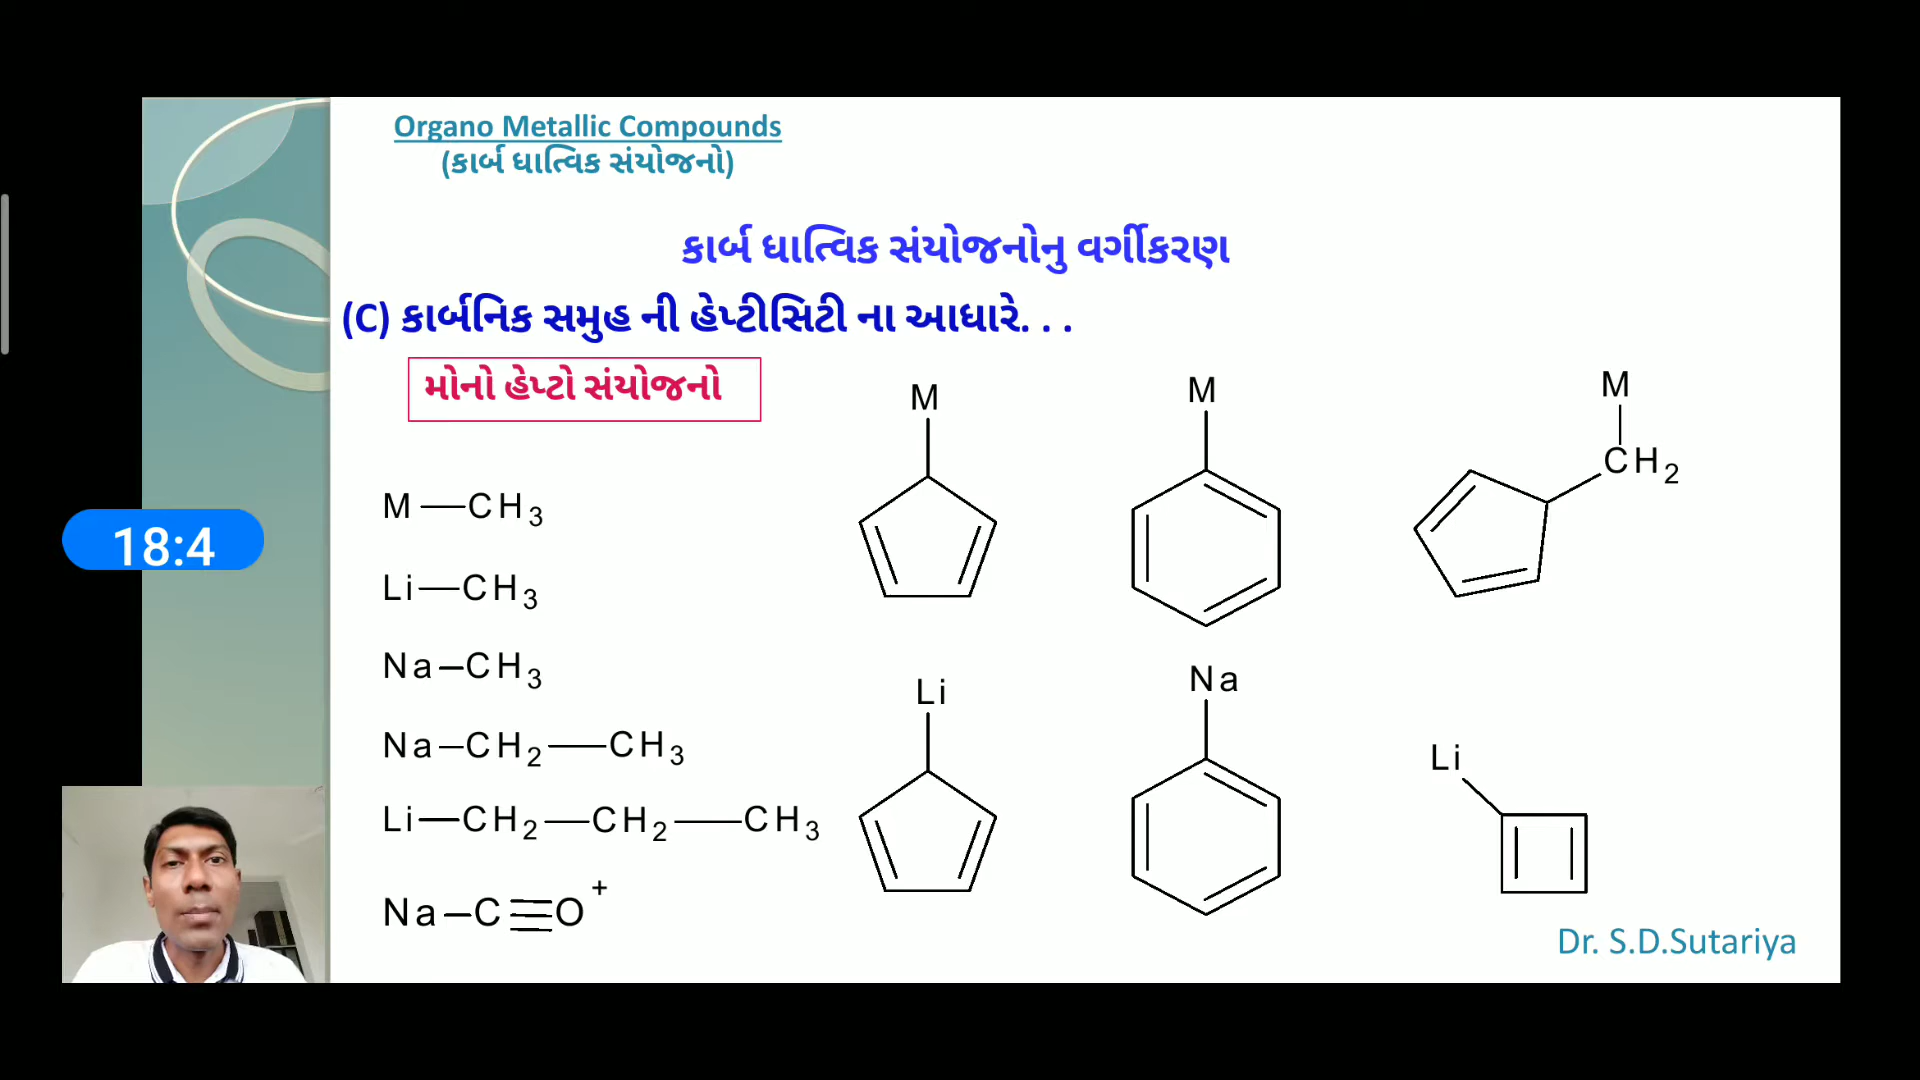 Organo Metallic Compounds
(કાર્બ ધાત્વિક સંયોજનો)
કાર્બ ધાત્વિક સંયોજનોનુ વર્ગીકરણ
(C) કાર્બનિક સમુહ ની હેપ્ટીસિટી ના આધારે. . .
મોનો હેપ્ટો સંયોજનો
M
M
M
CH2
M—CH3
Li—CH3
Na–CH3
Na–CH2—CH3
Li—CH2—CH2—CH3
Na–C≡O+
Li
Na
Li
18:4
Dr. S.D.Sutariya